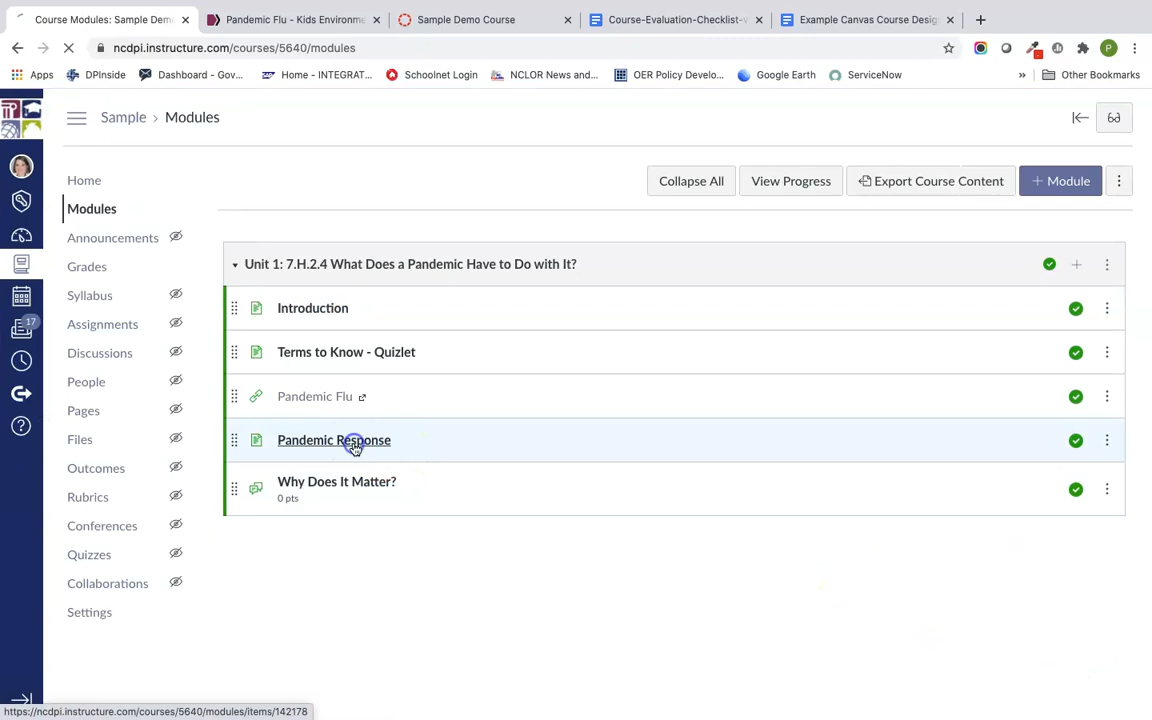 Course Modules: Sample Demo
Pandemic Flu - Kids Environme
Sample Demo Course
Course-Evaluation-Checklist-v
Example Canvas Course Desig
ncdpi.instructure.com/courses/5640/modules
P
Apps
DPInside
Dashboard - Gov...
Home - INTEGRAT...
Schoolnet Login
NCLOR News and...
OER Policy Develo...
Google Earth
ServiceNow
»
Other Bookmarks
Sample › Modules
Home
Modules
Announcements
Grades
Syllabus
Assignments
Discussions
People
Pages
Files
Outcomes
Rubrics
Conferences
Quizzes
Collaborations
Settings
17
Collapse All
View Progress
Export Course Content
+ Module
Unit 1: 7.H.2.4 What Does a Pandemic Have to Do with It?
Introduction
Terms to Know - Quizlet
Pandemic Flu
Pandemic Response
Why Does It Matter?
0 pts
https://ncdpi.instructure.com/courses/5640/modules/items/142178